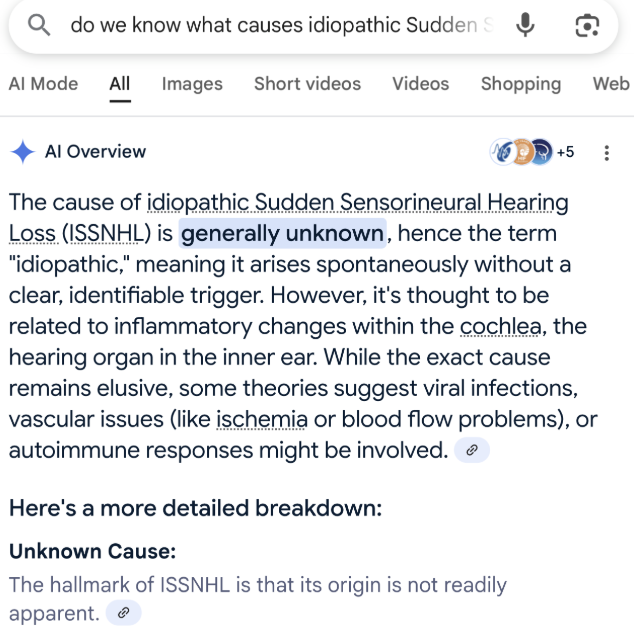 do we know what causes idiopathic Sudden S
AI Mode All Images Short videos Videos Shopping Web
AI Overview +5
The cause of idiopathic Sudden Sensorineural Hearing
Loss (ISSNHL) is generally unknown, hence the term
"idiopathic," meaning it arises spontaneously without a
clear, identifiable trigger. However, it's thought to be
related to inflammatory changes within the cochlea, the
hearing organ in the inner ear. While the exact cause
remains elusive, some theories suggest viral infections,
vascular issues (like ischemia or blood flow problems), or
autoimmune responses might be involved.
Here's a more detailed breakdown:
Unknown Cause:
The hallmark of ISSNHL is that its origin is not readily
apparent.